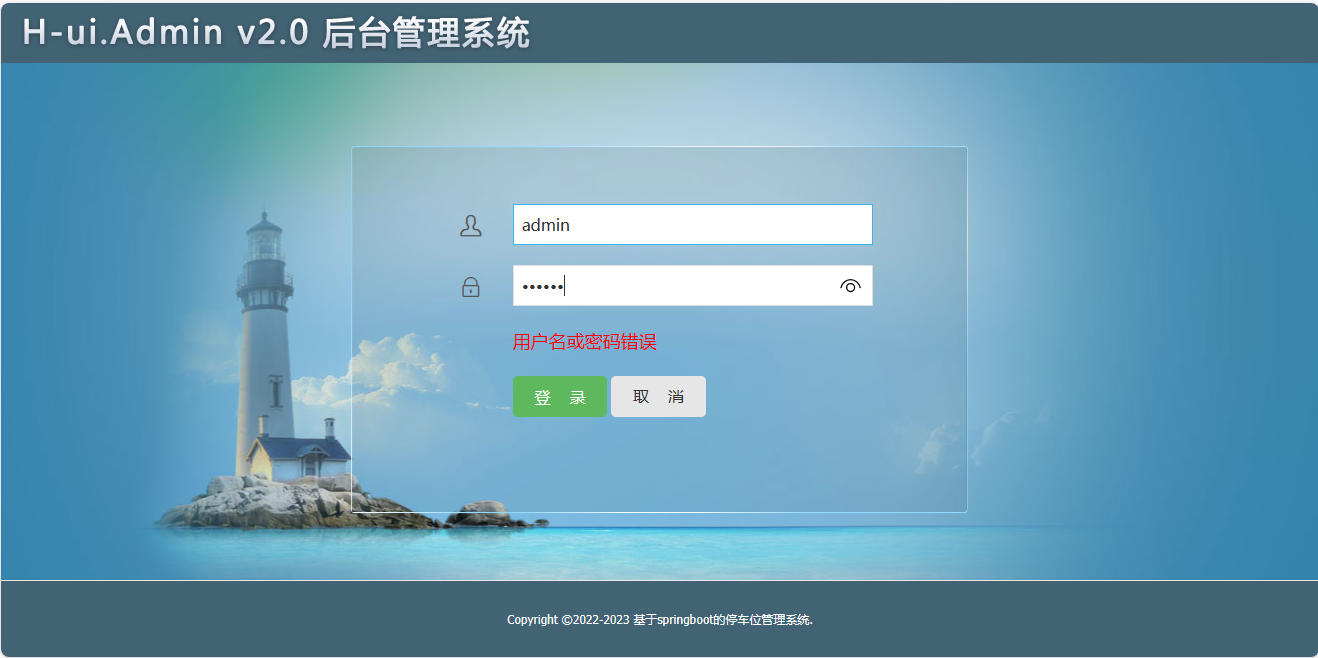 H-ui.Admin v2.0 后台管理系统
admin
••••••
用户名或密码错误
登 录 取 消
Copyright ©2022-2023 基于springboot的停车位管理系统.